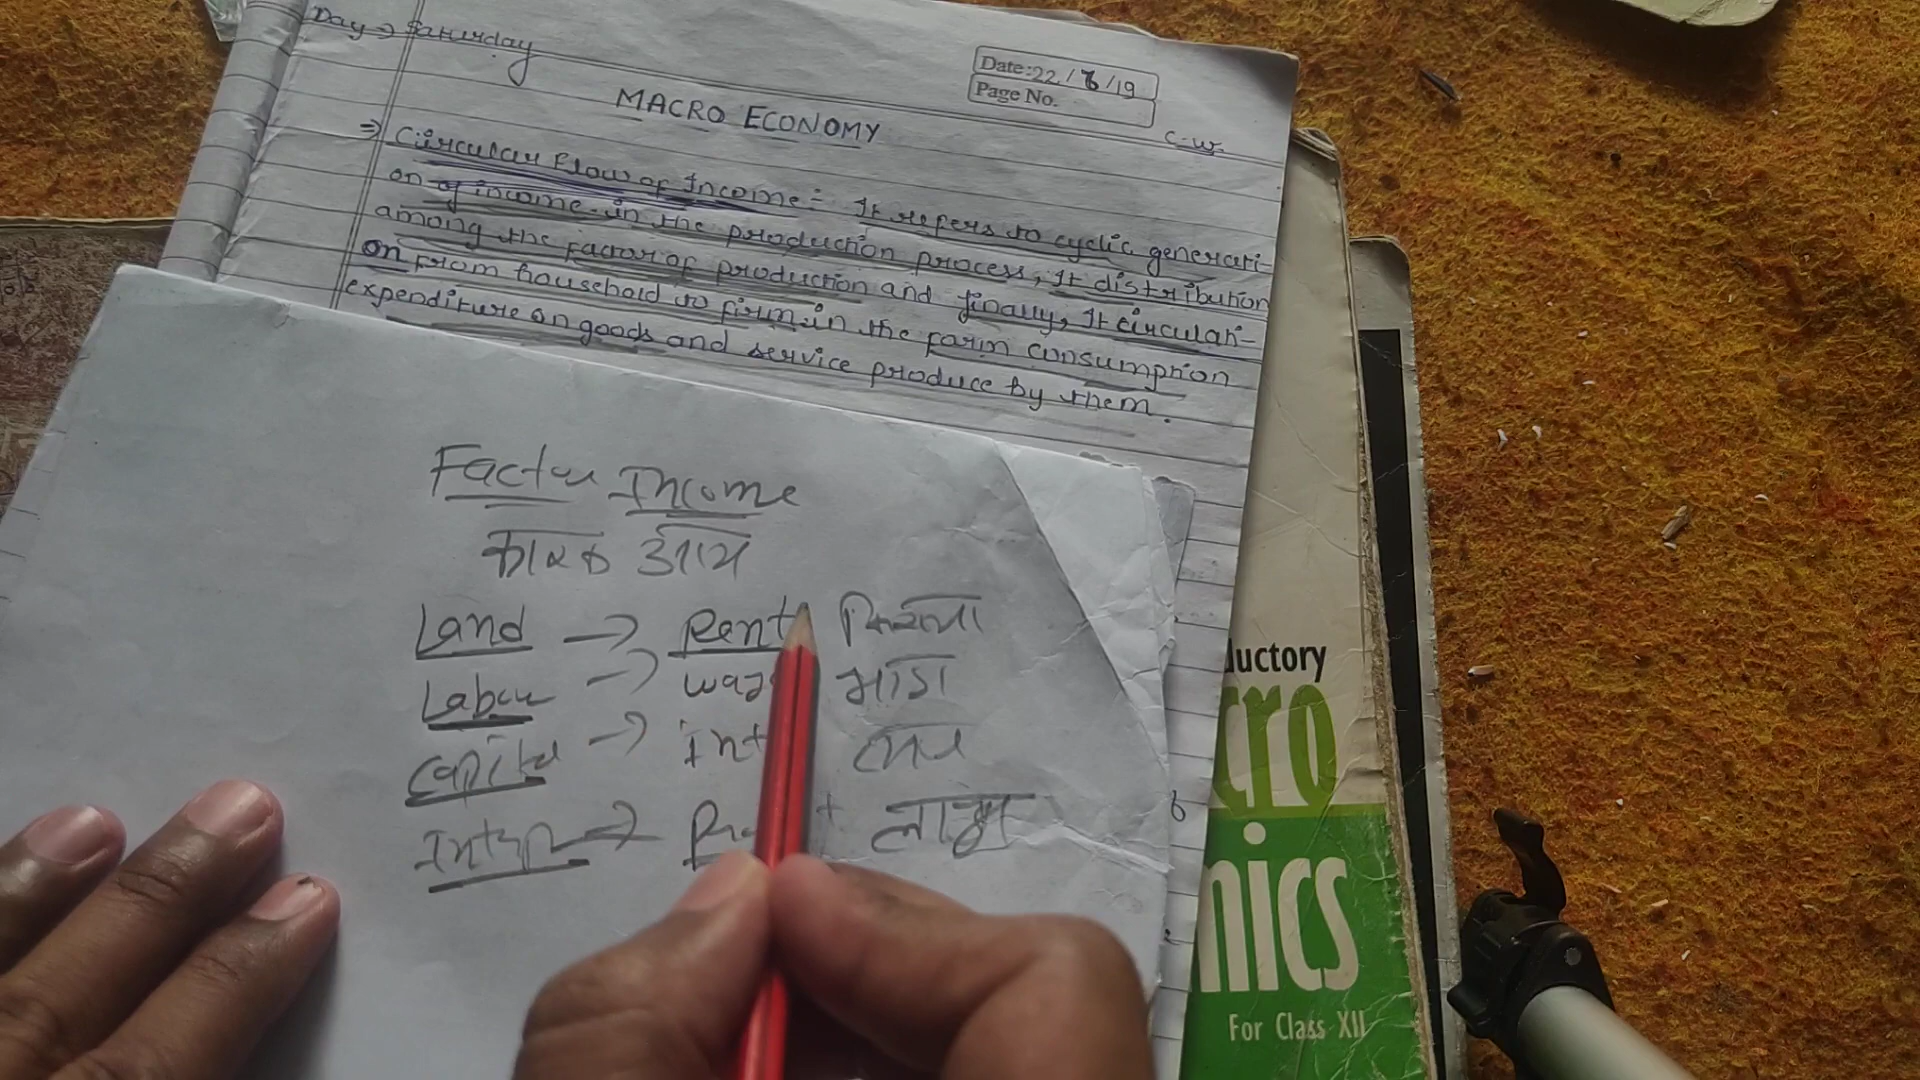 Day → Saturday
Date: 22/6/19
Page No.
MACRO ECONOMY
C.W.
⇒ Circular Flow of Income:- It refers to cyclic generati-
on of income in the production process, It distribution
among the factor of production and finally, It circulati-
on from household to firm in the farm consumption
expenditure on goods and service produce by them.
Factor Income
कारक आय
Land → Rent किराया
Labour → wage भाडा
Capital → Int
→ लाभ
ductory
cro
nics
For Class XII